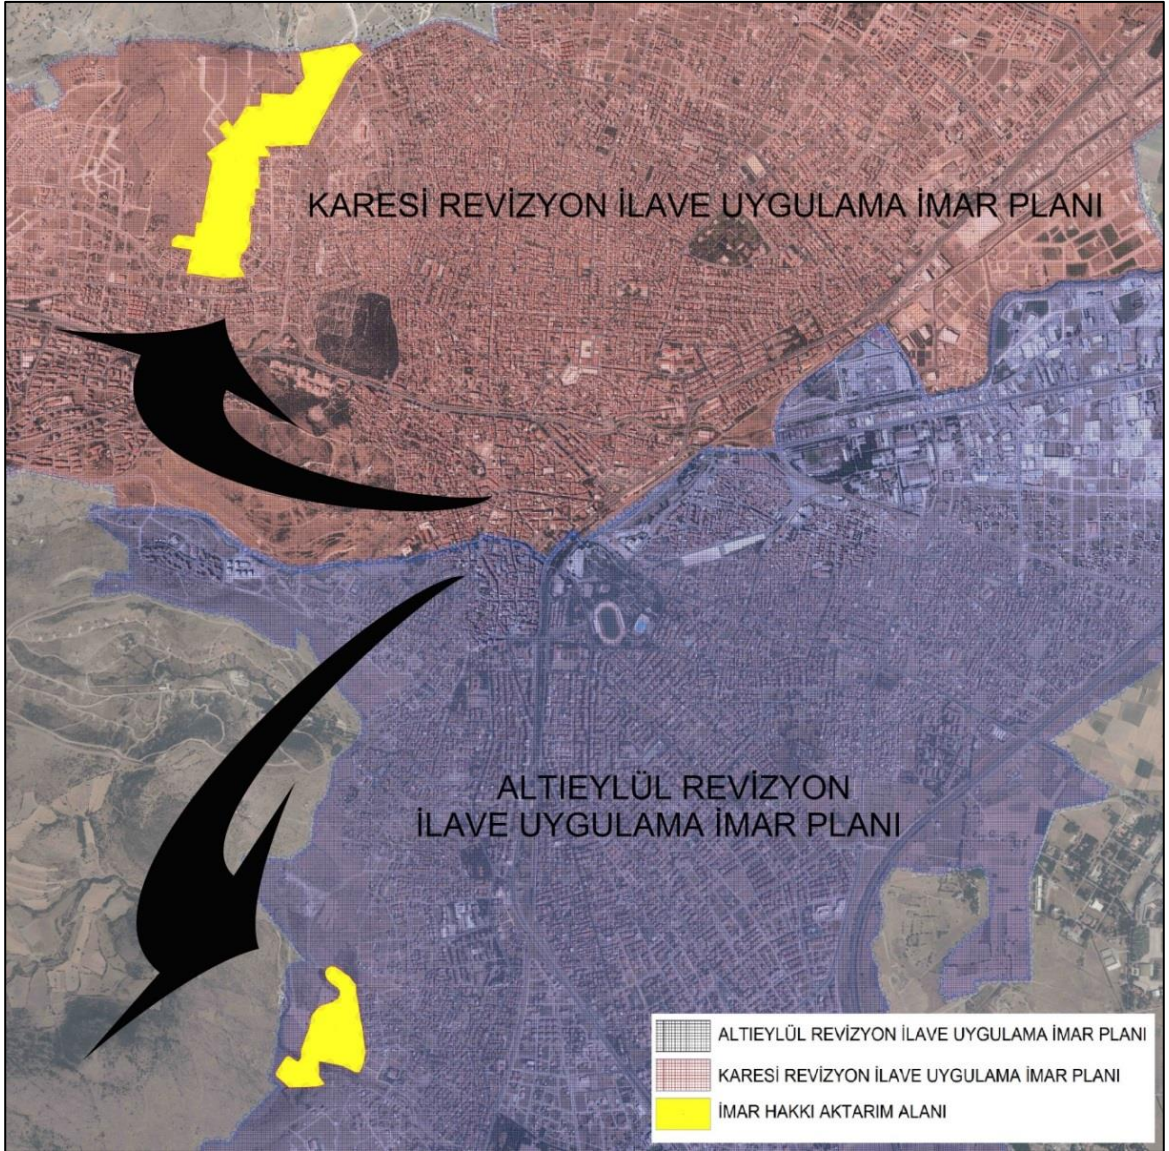 KARESİ REVİZYON İLAVE UYGULAMA İMAR PLANI
ALTIEYLÜL REVİZYON
İLAVE UYGULAMA İMAR PLANI
ALTIEYLÜL REVİZYON İLAVE UYGULAMA İMAR PLANI
KARESİ REVİZYON İLAVE UYGULAMA İMAR PLANI
İMAR HAKKI AKTARIM ALANI